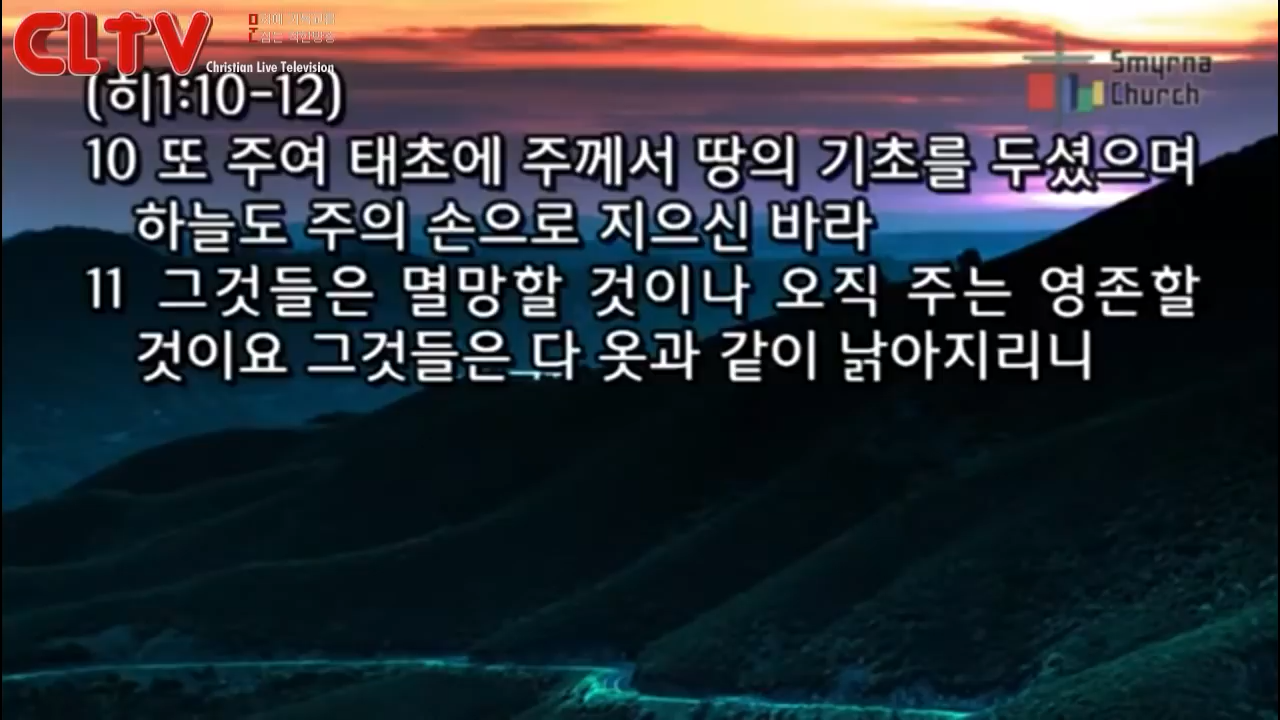 CLTV
Christian Live Television
Smyrna
Church
(히1:10-12)
10 또 주여 태초에 주께서 땅의 기초를 두셨으며
하늘도 주의 손으로 지으신 바라
11 그것들은 멸망할 것이나 오직 주는 영존할
것이요 그것들은 다 옷과 같이 낡아지리니